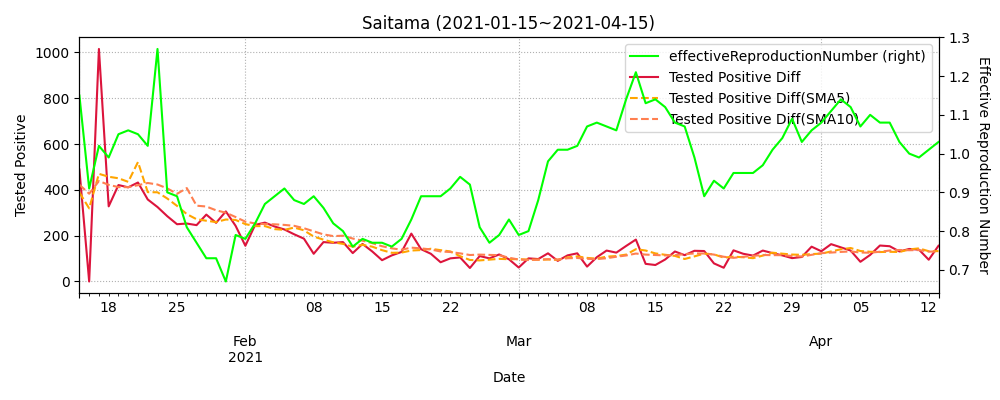 Saitama (2021-01-15~2021-04-15)
effectiveReproductionNumber (right)
Tested Positive Diff
Tested Positive Diff(SMA5)
Tested Positive Diff(SMA10)
Tested Positive
1000
800
600
400
200
0
Effective Reproduction Number
1.3
1.2
1.1
1.0
0.9
0.8
0.7
18 25 08 15 22 08 15 22 29 05 12
Feb Mar Apr
2021
Date